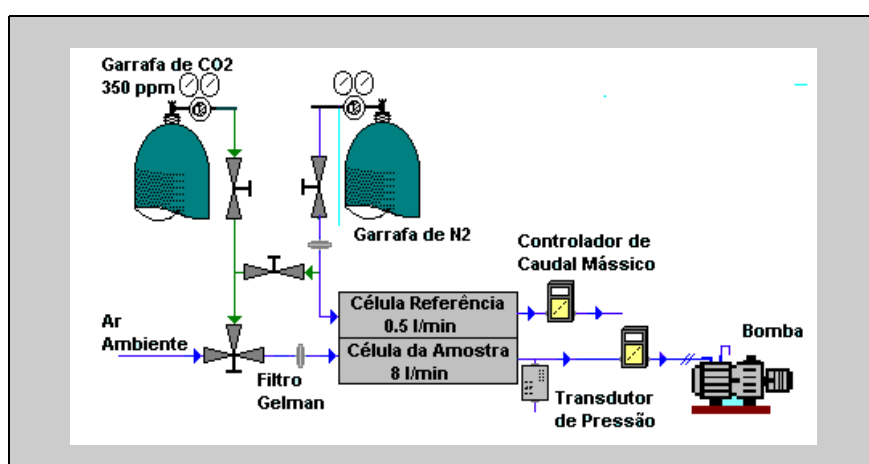 Garrafa de CO2
350 ppm
Garrafa de N2
Controlador de
Caudal Mássico
Célula Referência
0.5 l/min
Ar
Ambiente
Célula da Amostra
8 l/min
Bomba
Filtro
Gelman
Transdutor
de Pressão